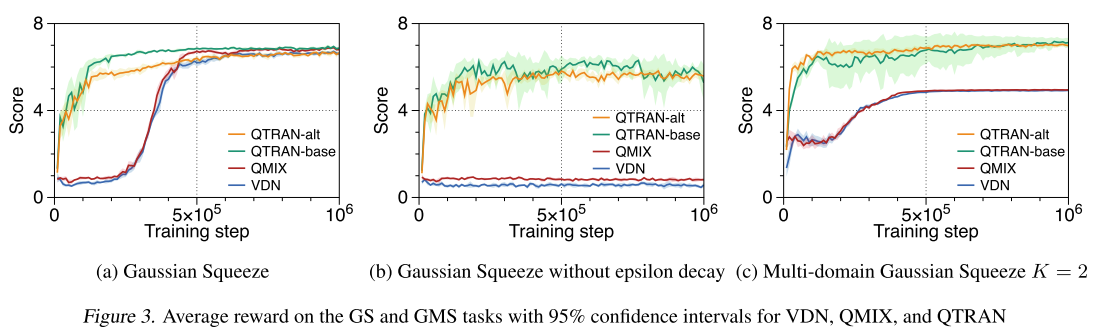 8
4
0
Score
QTRAN-alt
QTRAN-base
QMIX
VDN
0
5×10⁵
10⁶
Training step
(a) Gaussian Squeeze
8
4
0
Score
QTRAN-alt
QTRAN-base
QMIX
VDN
0
5×10⁵
10⁶
Training step
(b) Gaussian Squeeze without epsilon decay
8
4
0
Score
QTRAN-alt
QTRAN-base
QMIX
VDN
0
5×10⁵
10⁶
Training step
(c) Multi-domain Gaussian Squeeze K = 2
Figure 3. Average reward on the GS and GMS tasks with 95% confidence intervals for VDN, QMIX, and QTRAN